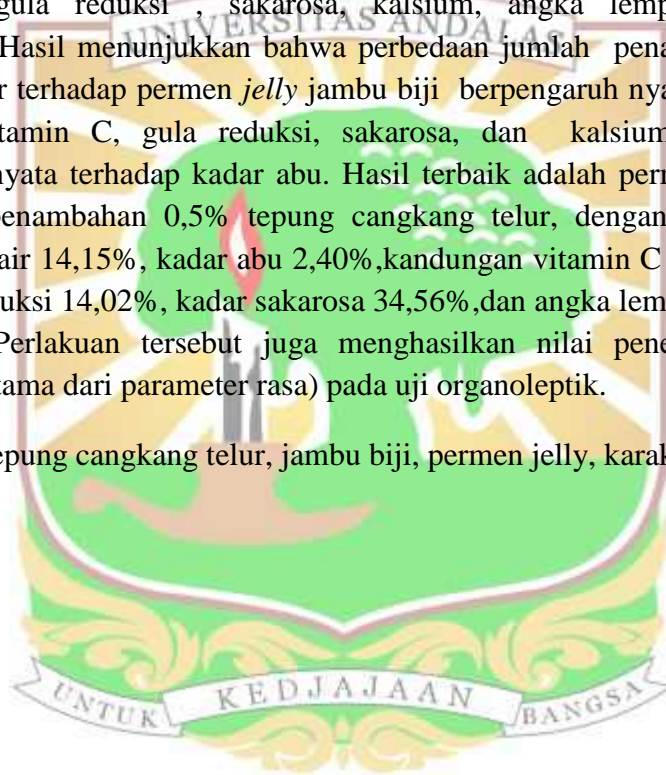 gula reduksi , sakarosa, kalsium, angka lemp
UNIVERSITAS ANDALAS
Hasil menunjukkan bahwa perbedaan jumlah pena
r terhadap permen jelly jambu biji berpengaruh nya
tamin C, gula reduksi, sakarosa, dan kalsium
nyata terhadap kadar abu. Hasil terbaik adalah perm
penambahan 0,5% tepung cangkang telur, dengan
air 14,15%, kadar abu 2,40%,kandungan vitamin C
uksi 14,02%, kadar sakarosa 34,56%,dan angka lem
Perlakuan tersebut juga menghasilkan nilai pene
tama dari parameter rasa) pada uji organoleptik.
epung cangkang telur, jambu biji, permen jelly, karak
UNTUK KEDJAJAAN BANGSA